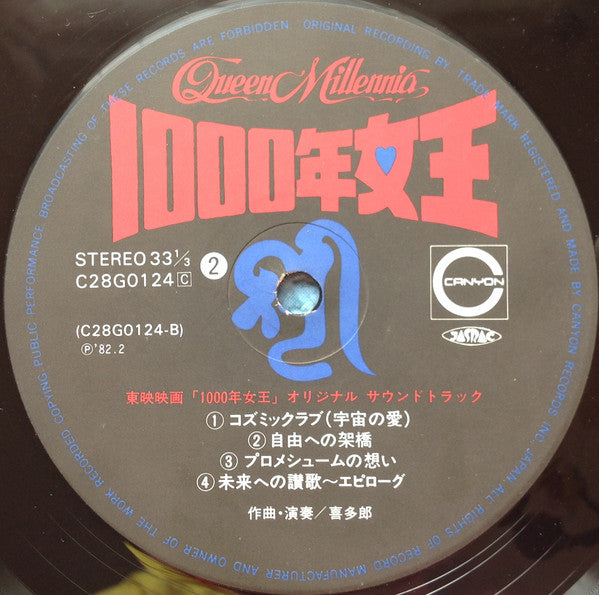 Queen Millennia
1000年女王
STEREO 33 1/3
C28G0124 C
2
(C28G0124-B)
Ⓟ'82.2
CANYON
JASRAC
東映映画「1000年女王」オリジナル サウンドトラック
① コズミックラブ(宇宙の愛)
② 自由への架橋
③ プロメシュームの想い
④ 未来への讃歌〜エピローグ
作曲・演奏/喜多郎
ORIGINAL RECORDING BY TRADE MARK REGISTERED AND MADE BY CANYON RECORDS INC. JAPAN ALL RIGHTS OF RECORD MANUFACTURER AND OWNER OF THE WORK RECORDED COPYING PUBLIC PERFORMANCE BROADCASTING OF THESE RECORDS ARE FORBIDDEN.